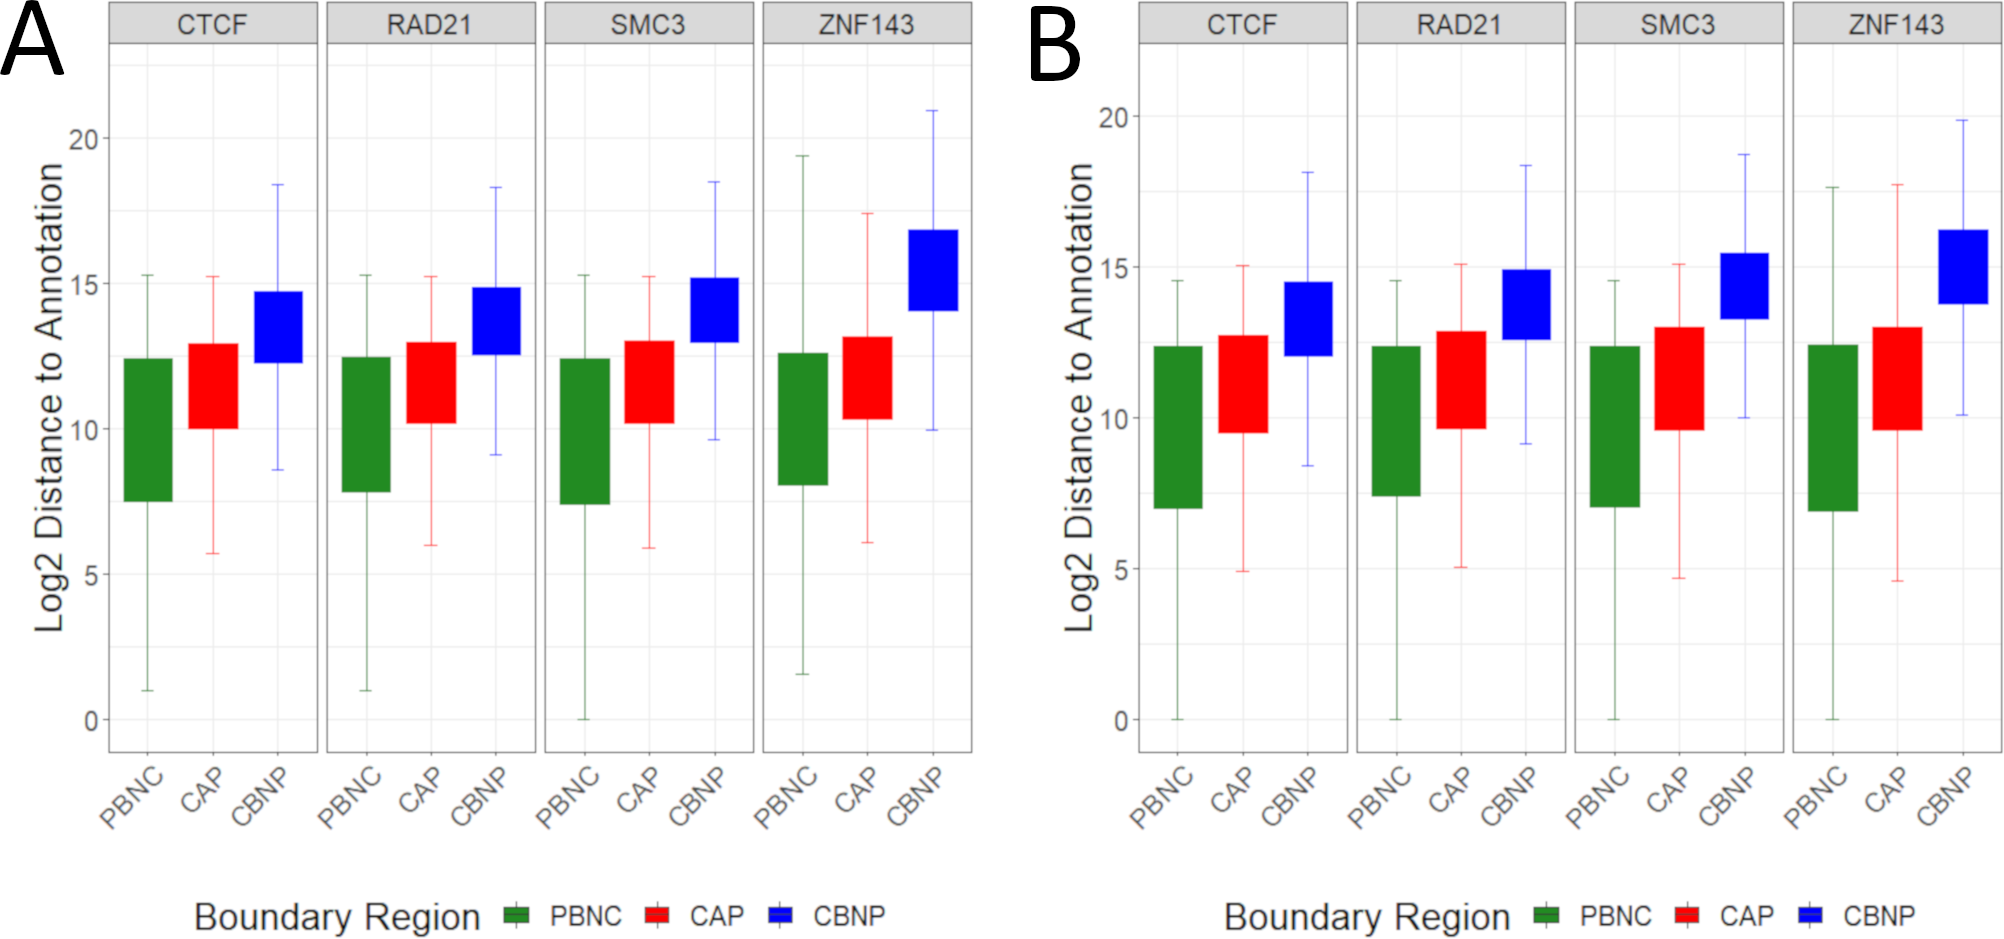 A
CTCF RAD21 SMC3 ZNF143
Log2 Distance to Annotation
20
15
10
5
0
PBNC CAP CBNP PBNC CAP CBNP PBNC CAP CBNP PBNC CAP CBNP
Boundary Region PBNC CAP CBNP
B
CTCF RAD21 SMC3 ZNF143
Log2 Distance to Annotation
20
15
10
5
0
PBNC CAP CBNP PBNC CAP CBNP PBNC CAP CBNP PBNC CAP CBNP
Boundary Region PBNC CAP CBNP